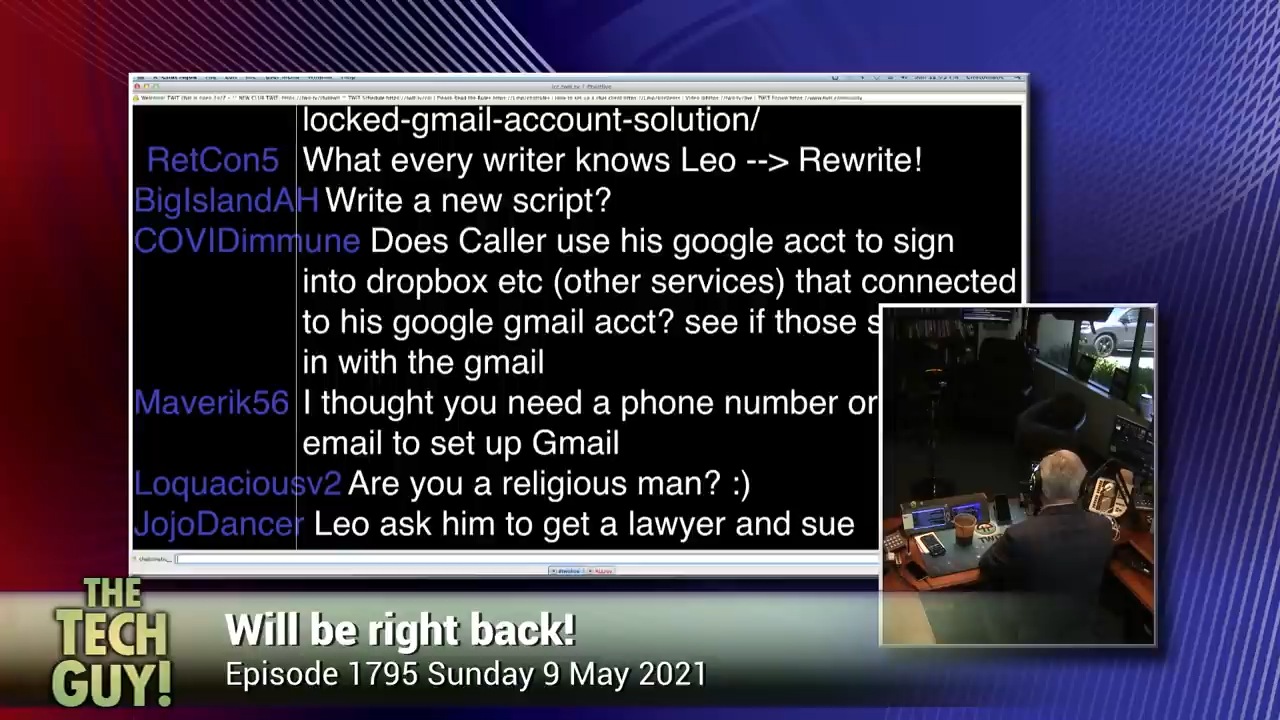 locked-gmail-account-solution/
RetCon5 What every writer knows Leo --> Rewrite!
BigIslandAH Write a new script?
COVIDimmune Does Caller use his google acct to sign
into dropbox etc (other services) that connected
to his google gmail acct? see if those s
in with the gmail
Maverik56 I thought you need a phone number or
email to set up Gmail
Loquaciousv2 Are you a religious man? :)
JojoDancer Leo ask him to get a lawyer and sue
THE
TECH
GUY!
Will be right back!
Episode 1795 Sunday 9 May 2021